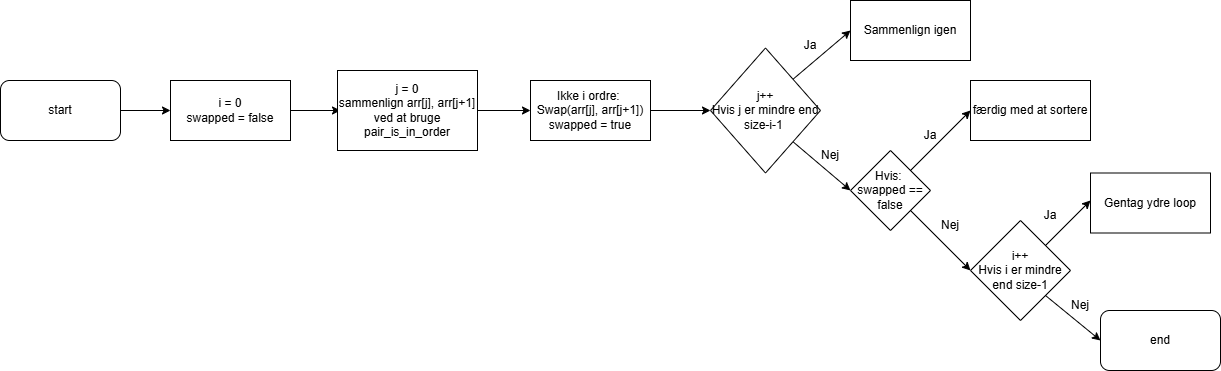 start
i = 0
swapped = false
j = 0
sammenlign arr[j], arr[j+1]
ved at bruge
pair_is_in_order
Ikke i ordre:
Swap(arr[j], arr[j+1])
swapped = true
j++
Hvis j er mindre end
size-i-1
Ja
Sammenlign igen
Nej
Hvis:
swapped ==
false
Ja
færdig med at sortere
Nej
i++
Hvis i er mindre
end size-1
Ja
Gentag ydre loop
Nej
end